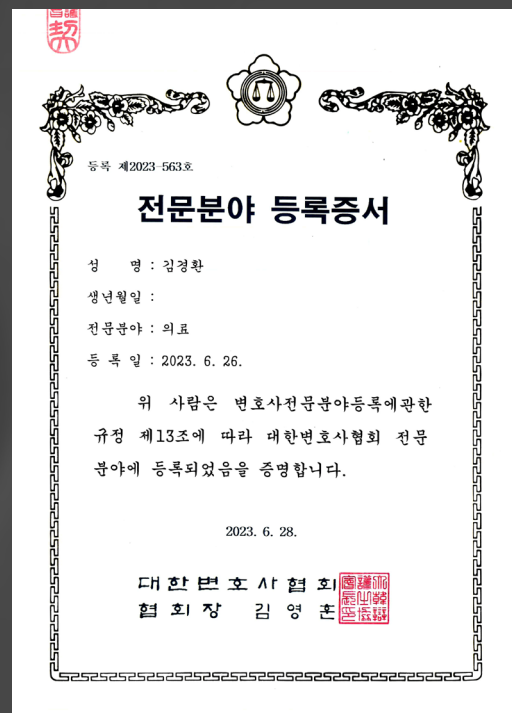 등록 제2023-563호
전문분야 등록증서
성 명 : 김경환
생년월일 :
전문분야 : 의료
등 록 일 : 2023. 6. 26.
위 사람은 변호사전문분야등록에관한
규정 제13조에 따라 대한변호사협회 전문
분야에 등록되었음을 증명합니다.
2023. 6. 28.
대한변호사협회
협회장 김영훈